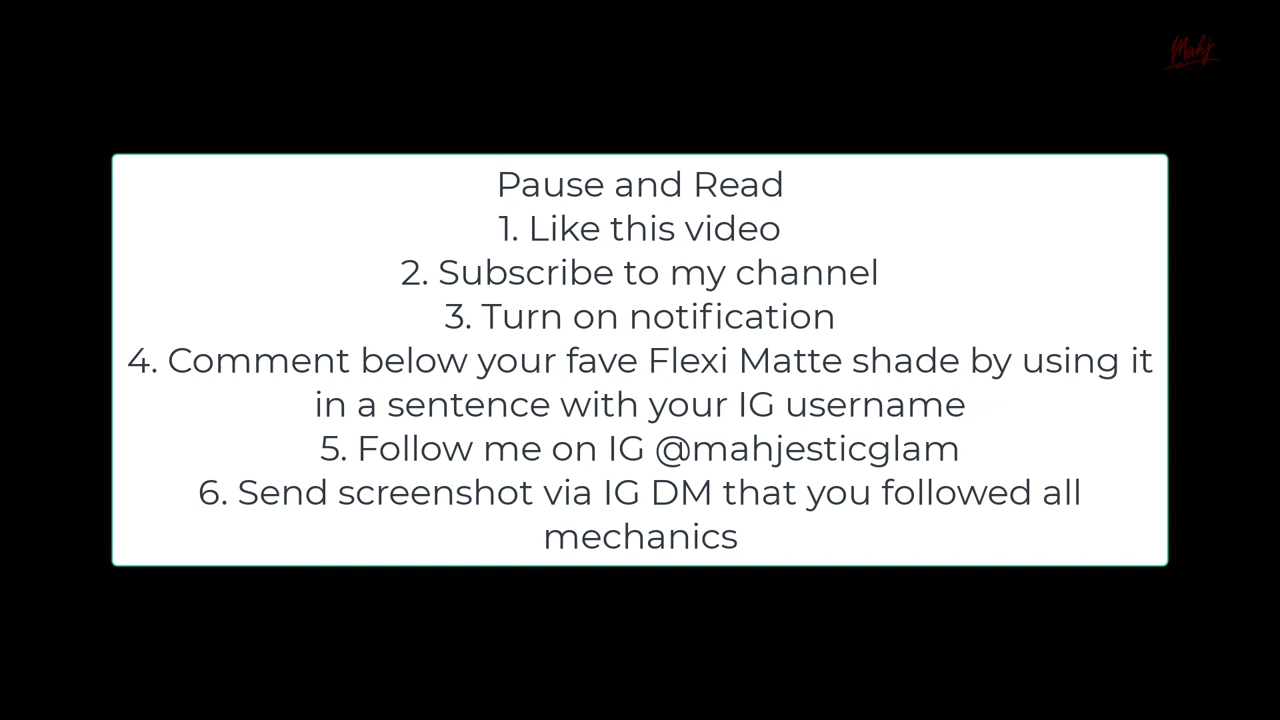 Mahj
Pause and Read
1. Like this video
2. Subscribe to my channel
3. Turn on notification
4. Comment below your fave Flexi Matte shade by using it
in a sentence with your IG username
5. Follow me on IG @mahjesticglam
6. Send screenshot via IG DM that you followed all
mechanics